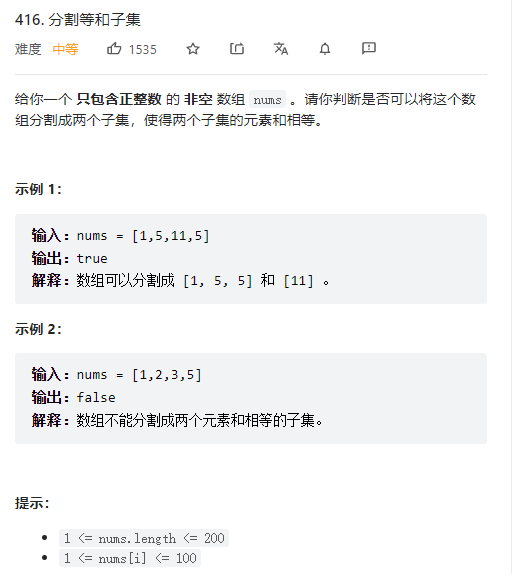 416. 分割等和子集
难度 中等 1535
给你一个 只包含正整数 的 非空 数组 nums 。请你判断是否可以将这个数
组分割成两个子集，使得两个子集的元素和相等。
示例 1：
输入：nums = [1,5,11,5]
输出：true
解释：数组可以分割成 [1, 5, 5] 和 [11] 。
示例 2：
输入：nums = [1,2,3,5]
输出：false
解释：数组不能分割成两个元素和相等的子集。
提示：
1 <= nums.length <= 200
1 <= nums[i] <= 100